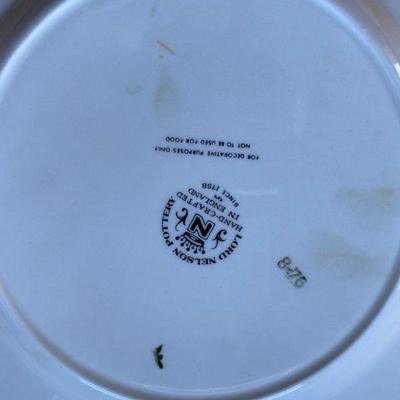 LORD NELSON POTTERY
HAND-CRAFTED
IN ENGLAND
SINCE 1758
N
FOR DECORATIVE PURPOSES ONLY
NOT TO BE USED FOR FOOD
8-76